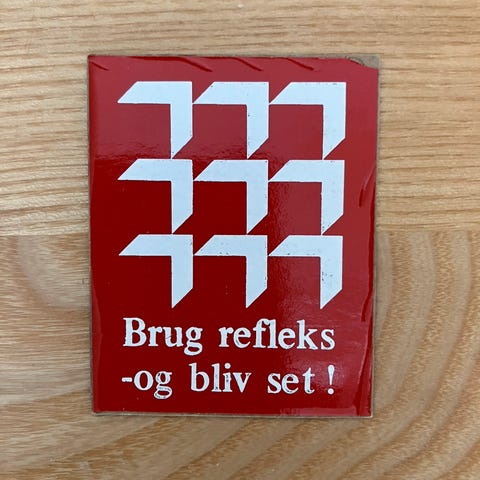 Brug refleks
-og bliv set!